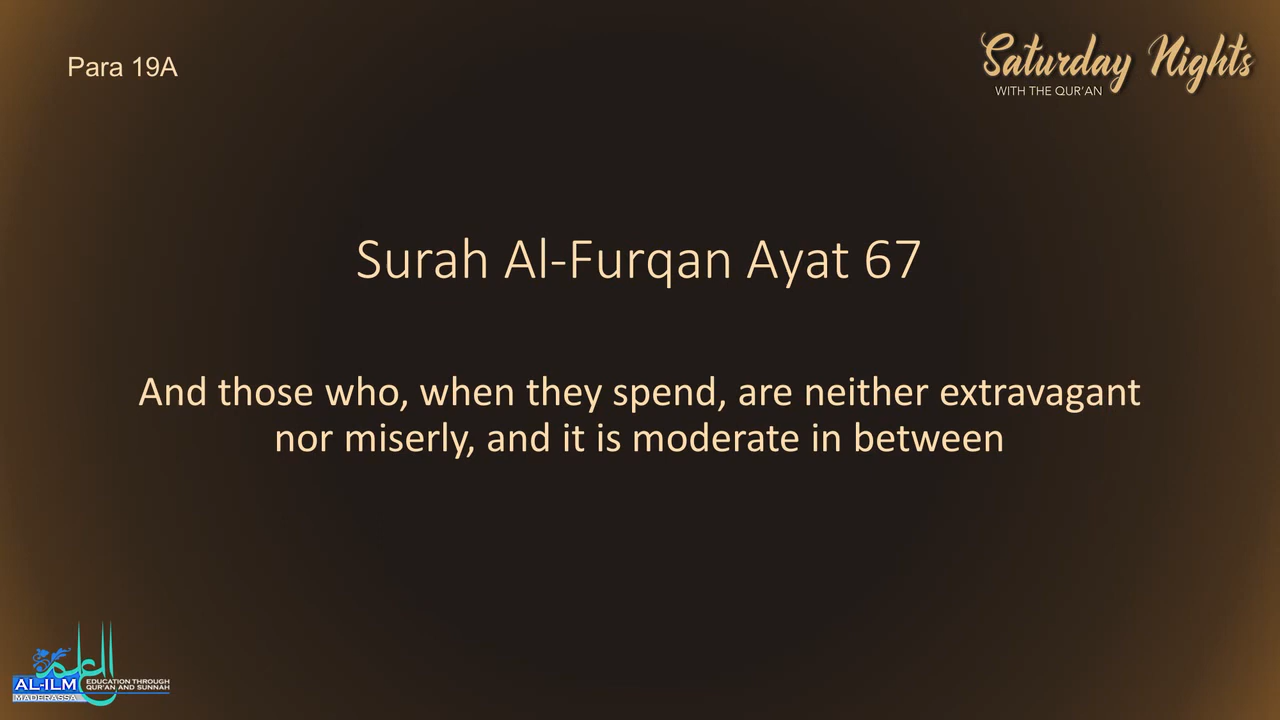 Para 19A
Saturday Nights
WITH THE QUR'AN
Surah Al-Furqan Ayat 67
And those who, when they spend, are neither extravagant
nor miserly, and it is moderate in between
العلم
AL-ILM
MADERASSA
EDUCATION THROUGH
QUR'AN AND SUNNAH